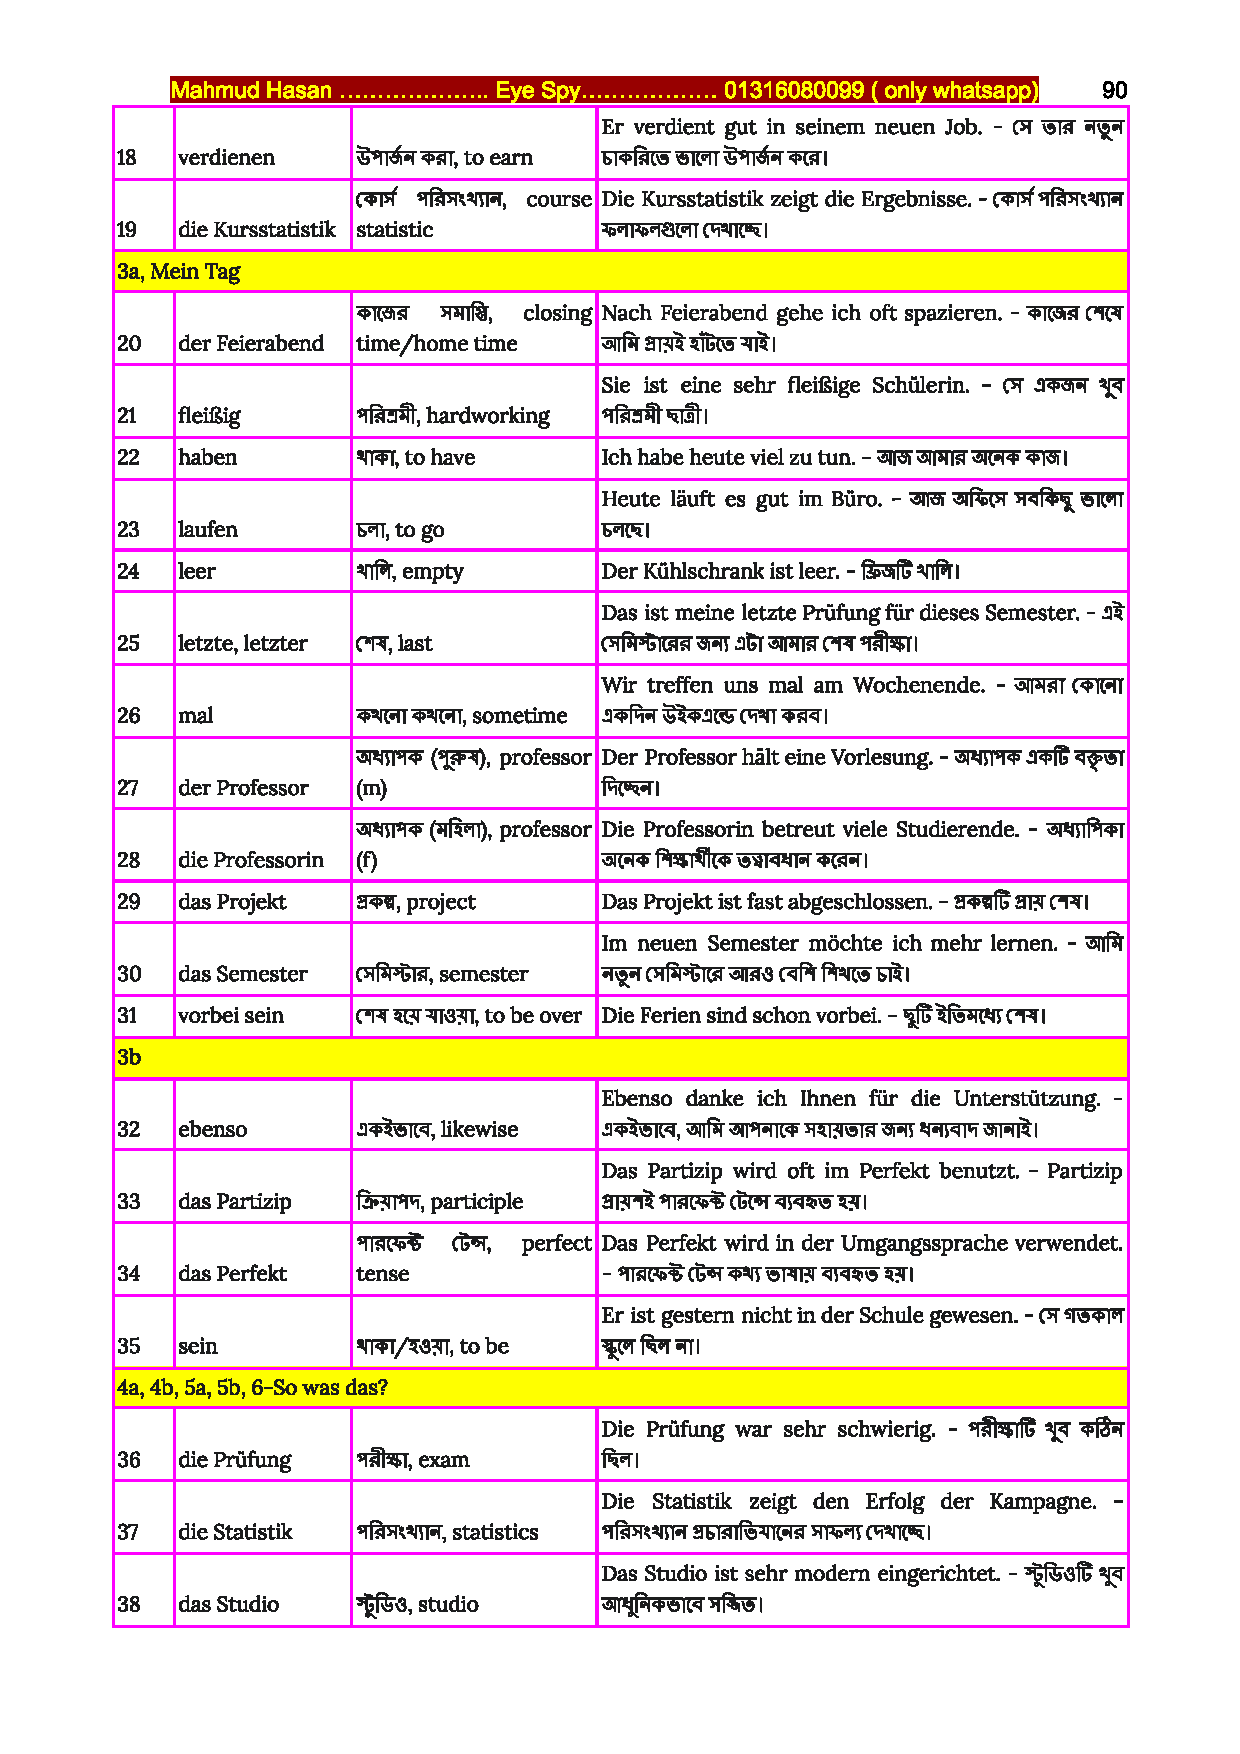 Mahmud Hasan ……………….. Eye Spy……………… 01316080099 ( only whatsapp) 90
Er verdient gut in seinem neuen Job. - সে তার নতুন
18 verdienen উপার্জন করা, to earn চাকরিতে ভালো উপার্জন করে।
কোর্স পরিসংখ্যান, course Die Kursstatistik zeigt die Ergebnisse. - কোর্স পরিসংখ্যান
19 die Kursstatistik statistic ফলাফলগুলো দেখাচ্ছে।
3a, Mein Tag
কাজের সমাপ্তি, closing Nach Feierabend gehe ich oft spazieren. - কাজের শেষে
20 der Feierabend time/home time আমি প্রায়ই হাঁটতে যাই।
Sie ist eine sehr fleißige Schülerin. - সে একজন খুব
21 fleißig পরিশ্রমী, hardworking পরিশ্রমী ছাত্রী।
22 haben থাকা, to have Ich habe heute viel zu tun. - আজ আমার অনেক কাজ।
Heute läuft es gut im Büro. - আজ অফিসে সবকিছু ভালো
23 laufen চলা, to go চলছে।
24 leer খালি, empty Der Kühlschrank ist leer. - ফ্রিজটি খালি।
Das ist meine letzte Prüfung für dieses Semester. - এই
25 letzte, letzter শেষ, last সেমিস্টারের জন্য এটা আমার শেষ পরীক্ষা।
Wir treffen uns mal am Wochenende. - আমরা কোনো
26 mal কখনো কখনো, sometime একদিন উইকএন্ডে দেখা করব।
অধ্যাপক (পুরুষ), professor Der Professor hält eine Vorlesung. - অধ্যাপক একটি বক্তৃতা
27 der Professor (m) দিচ্ছেন।
অধ্যাপক (মহিলা), professor Die Professorin betreut viele Studierende. - অধ্যাপিকা
28 die Professorin (f) অনেক শিক্ষার্থীকে তত্ত্বাবধান করেন।
29 das Projekt প্রকল্প, project Das Projekt ist fast abgeschlossen. - প্রকল্পটি প্রায় শেষ।
Im neuen Semester möchte ich mehr lernen. - আমি
30 das Semester সেমিস্টার, semester নতুন সেমিস্টারে আরও বেশি শিখতে চাই।
31 vorbei sein শেষ হয়ে যাওয়া, to be over Die Ferien sind schon vorbei. - ছুটি ইতিমধ্যে শেষ।
3b
Ebenso danke ich Ihnen für die Unterstützung. -
32 ebenso একইভাবে, likewise একইভাবে, আমি আপনাকে সহায়তার জন্য ধন্যবাদ জানাই।
Das Partizip wird oft im Perfekt benutzt. - Partizip
33 das Partizip ক্রিয়াপদ, participle প্রায়শই পারফেক্ট টেন্সে ব্যবহৃত হয়।
পারফেক্ট টেন্স, perfect Das Perfekt wird in der Umgangssprache verwendet.
34 das Perfekt tense - পারফেক্ট টেন্স কথ্য ভাষায় ব্যবহৃত হয়।
Er ist gestern nicht in der Schule gewesen. - সে গতকাল
35 sein থাকা/হওয়া, to be স্কুলে ছিল না।
4a, 4b, 5a, 5b, 6-So was das?
Die Prüfung war sehr schwierig. - পরীক্ষাটি খুব কঠিন
36 die Prüfung পরীক্ষা, exam ছিল।
Die Statistik zeigt den Erfolg der Kampagne. -
37 die Statistik পরিসংখ্যান, statistics পরিসংখ্যান প্রচারাভিযানের সাফল্য দেখাচ্ছে।
Das Studio ist sehr modern eingerichtet. - স্টুডিওটি খুব
38 das Studio স্টুডিও, studio আধুনিকভাবে সজ্জিত।